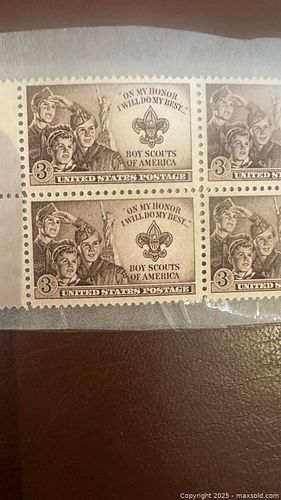 "ON MY HONOR
I WILL DO MY BEST..."
BOY SCOUTS
OF AMERICA
3¢
UNITED STATES POSTAGE
3¢
UNITED S
"ON MY HONOR
I WILL DO MY BEST..."
BOY SCOUTS
OF AMERICA
3¢
UNITED STATES POSTAGE
3¢
UNITED S
Copyright 2025 - maxsold.com